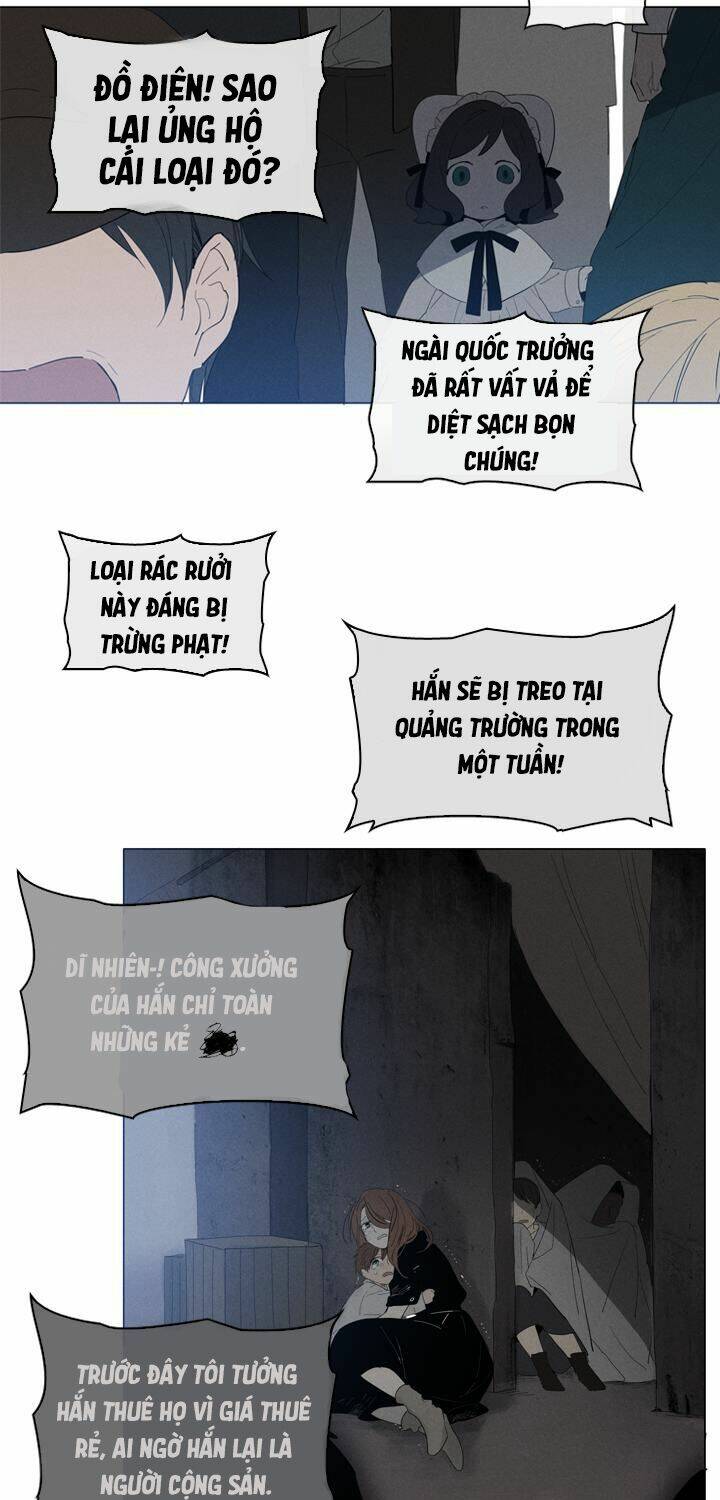 ĐỒ ĐIÊN! SAO
LẠI ỦNG HỘ
CÁI LOẠI ĐÓ?
NGÀI QUỐC TRƯỞNG
ĐÃ RẤT VẤT VẢ ĐỂ
DIỆT SẠCH BỌN
CHÚNG!
LOẠI RÁC RƯỞI
NÀY ĐÁNG BỊ
TRỪNG PHẠT!
HẮN SẼ BỊ TREO TẠI
QUẢNG TRƯỜNG TRONG
MỘT TUẦN!
DĨ NHIÊN-! CÔNG XƯỞNG
CỦA HẮN CHỈ TOÀN
NHỮNG KẺ .
TRƯỚC ĐÂY TÔI TƯỞNG
HẮN THUÊ HỌ VÌ GIÁ THUÊ
RẺ, AI NGỜ HẮN LẠI LÀ
NGƯỜI CỘNG SẢN.